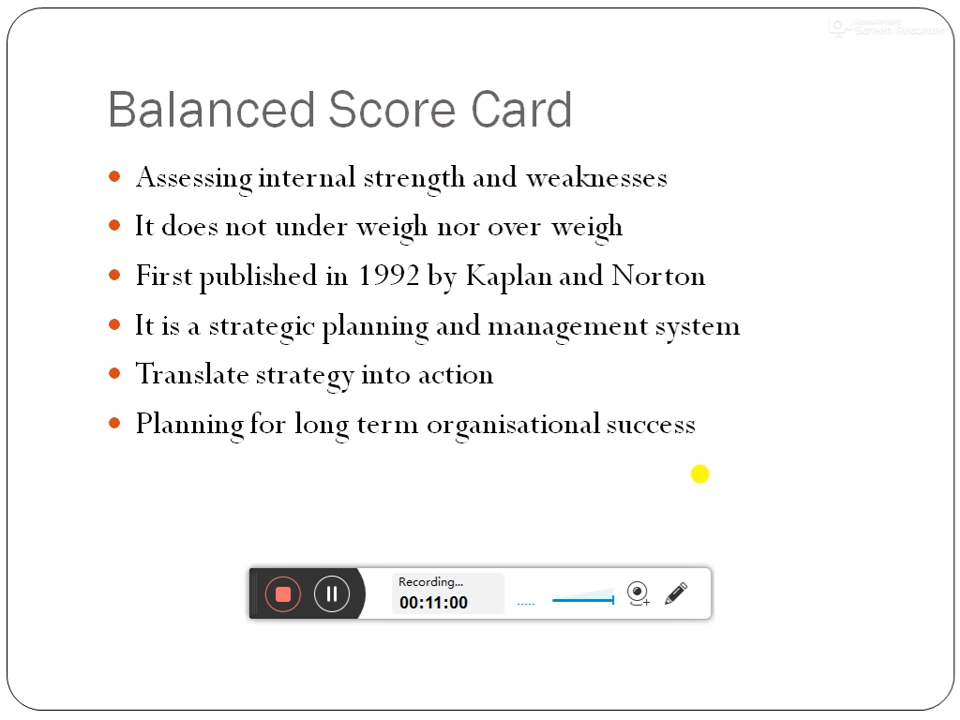 Screen Recorder
Balanced Score Card
Assessing internal strength and weaknesses
It does not under weigh nor over weigh
First published in 1992 by Kaplan and Norton
It is a strategic planning and management system
Translate strategy into action
Planning for long term organisational success
Recording...
00:11:00